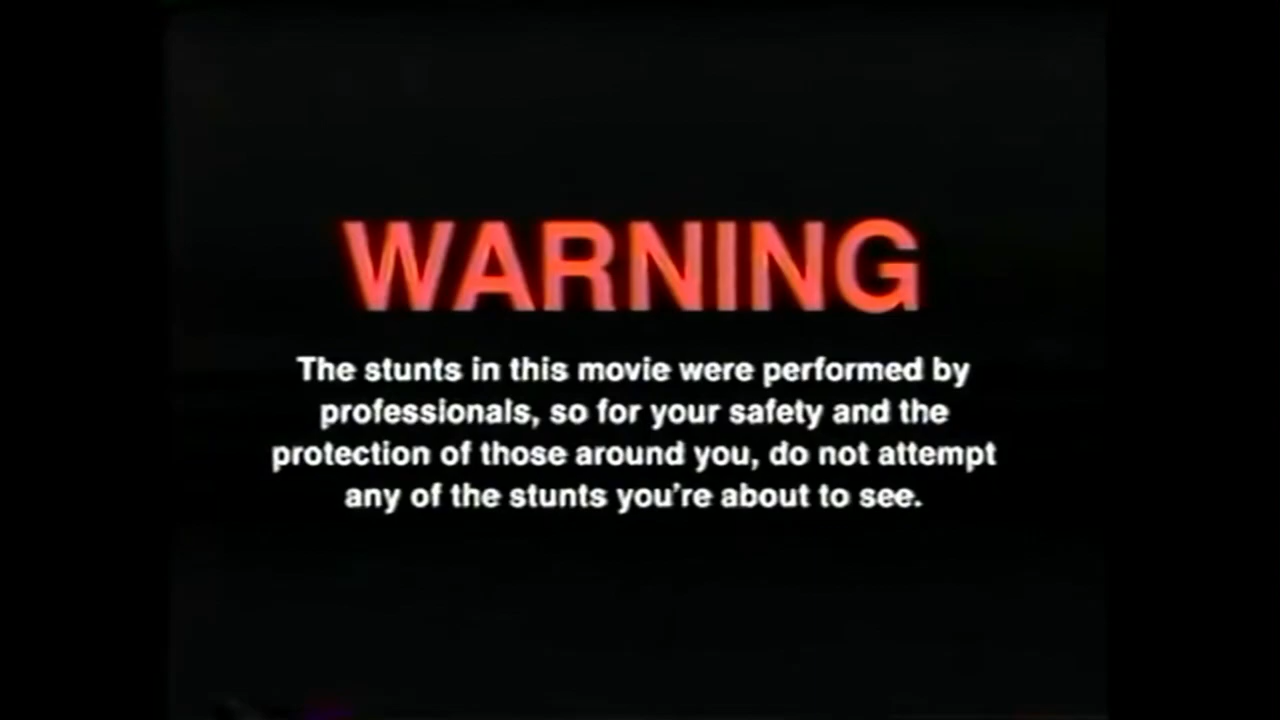 WARNING
The stunts in this movie were performed by
professionals, so for your safety and the
protection of those around you, do not attempt
any of the stunts you're about to see.